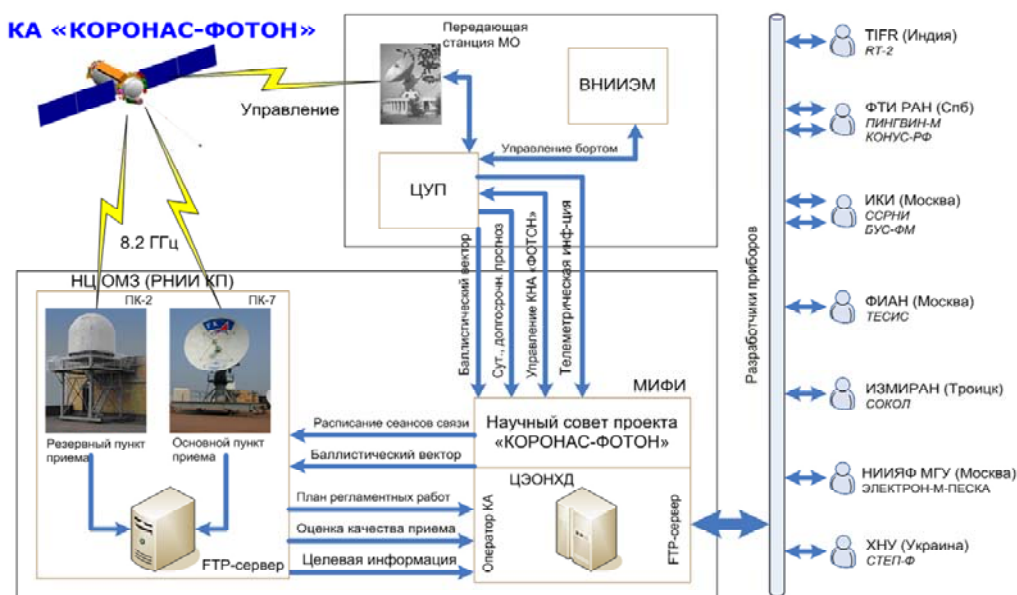 КА «КОРОНАС-ФОТОН»
Передающая
станция МО
ВНИИЭМ
Управление
Управление бортом
ЦУП
8.2 ГГц
НЦ ОМЗ (РНИИ КП)
ПК-2
ПК-7
Резервный пункт
приема
Основной пункт
приема
FTP-сервер
Баллистический вектор
Сут., долгосрочн. прогноз
Управление КНА «ФОТОН»
Телеметрическая инф-ция
МИФИ
Научный совет проекта
«КОРОНАС-ФОТОН»
Расписание сеансов связи
Баллистический вектор
План регламентных работ
Оценка качества приема
Целевая информация
ЦЭОНХД
Оператор КА
FTP-сервер
Разработчики приборов
TIFR (Индия)
RT-2
ФТИ РАН (Спб)
ПИНГВИН-М
КОНУС-РФ
ИКИ (Москва)
ССРНИ
БУС-ФМ
ФИАН (Москва)
ТЕСИС
ИЗМИРАН (Троицк)
СОКОЛ
НИИЯФ МГУ (Москва)
ЭЛЕКТРОН-М-ПЕСКА
ХНУ (Украина)
СТЕП-Ф